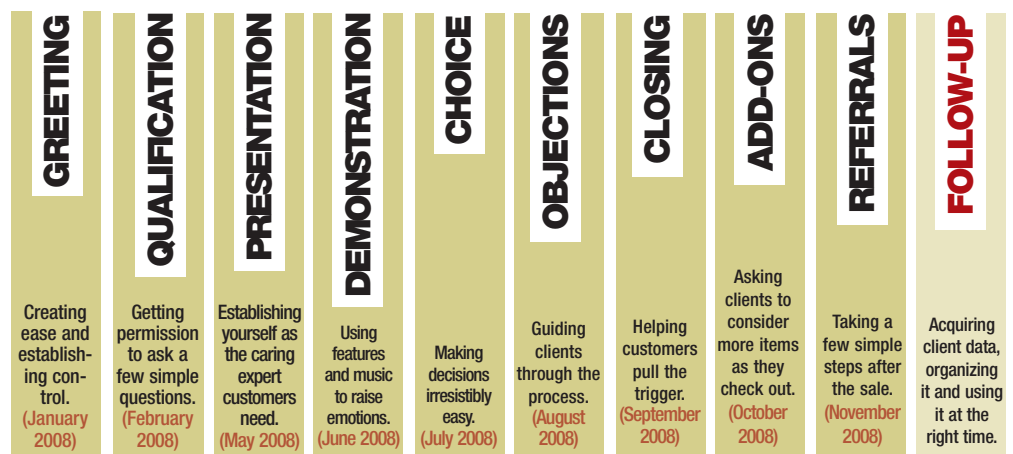 GREETING
Creating
ease and
establish-
ing con-
trol.
(January
2008)
QUALIFICATION
Getting
permission
to ask a
few simple
questions.
(February
2008)
PRESENTATION
Establishing
yourself as
the caring
expert
customers
need.
(May 2008)
DEMONSTRATION
Using
features
and music
to raise
emotions.
(June 2008)
CHOICE
Making
decisions
irresistibly
easy.
(July 2008)
OBJECTIONS
Guiding
clients
through the
process.
(August
2008)
CLOSING
Helping
customers
pull the
trigger.
(September
2008)
ADD-ONS
Asking
clients to
consider
more items
as they
check out.
(October
2008)
REFERRALS
Taking a
few simple
steps after
the sale.
(November
2008)
FOLLOW-UP
Acquiring
client data,
organizing
it and using
it at the
right time.